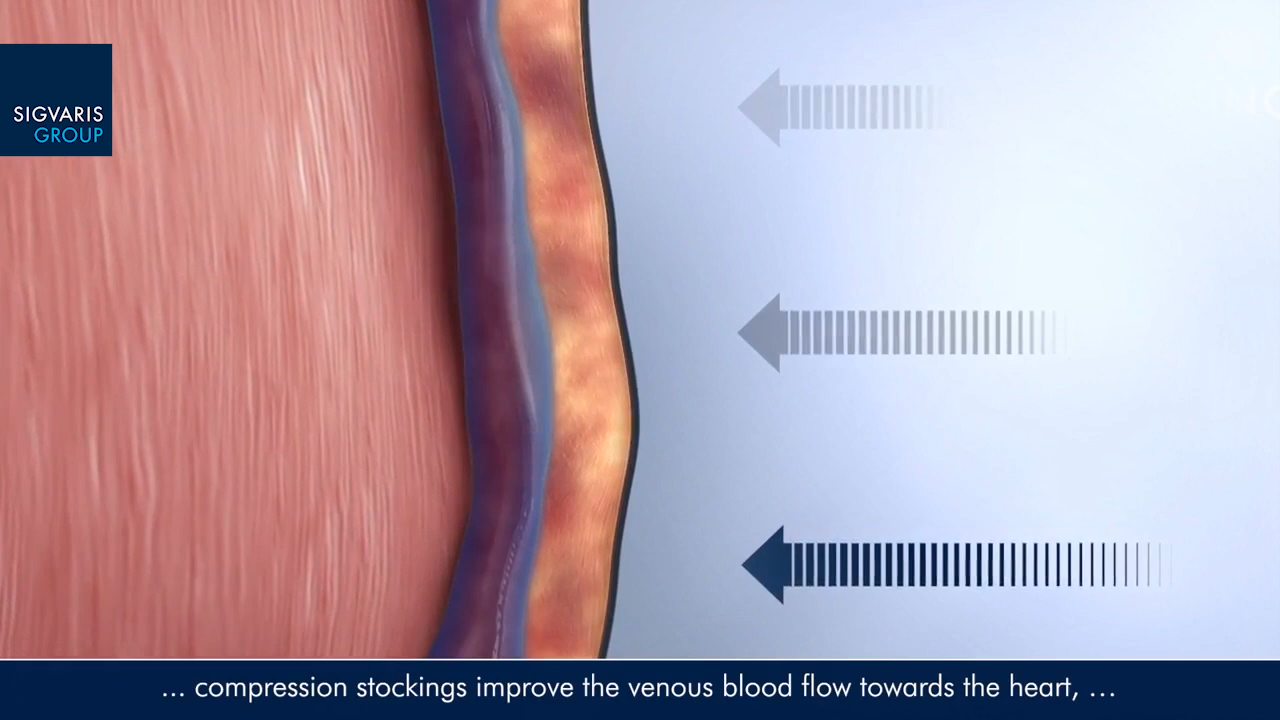 SIGVARIS
GROUP
... compression stockings improve the venous blood flow towards the heart, ...